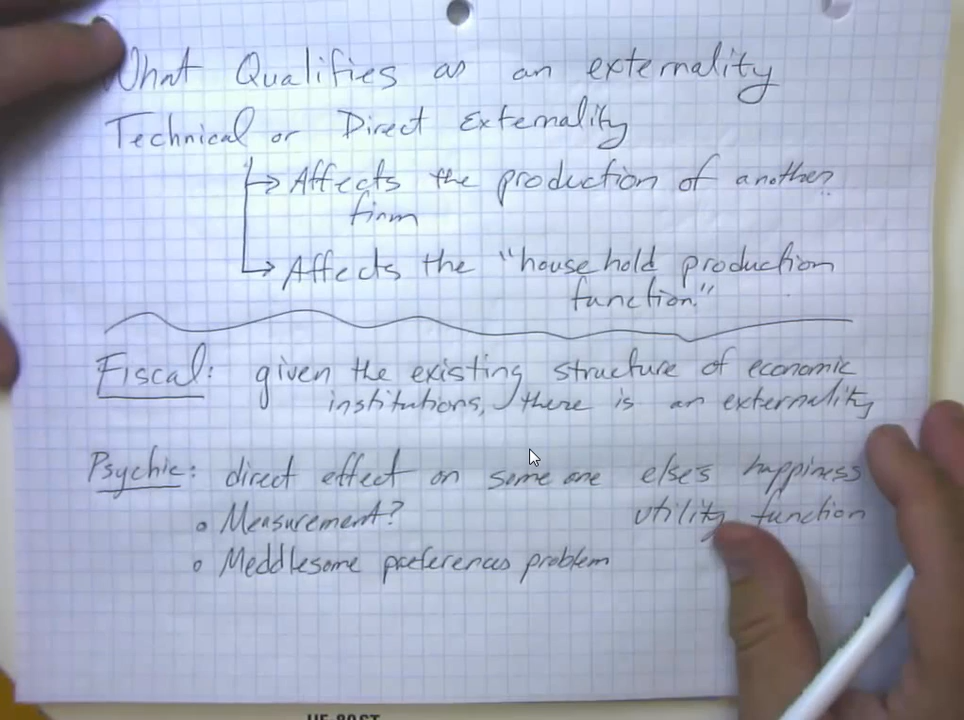 What Qualifies as an externality
Technical or Direct Externality
→ Affects the production of another
firm
→ Affects the "household production
function"
Fiscal: given the existing structure of economic
institutions, there is an externality
Psychic: direct effect on someone else's happiness
utility function
• Measurement?
• Meddlesome preferences problem